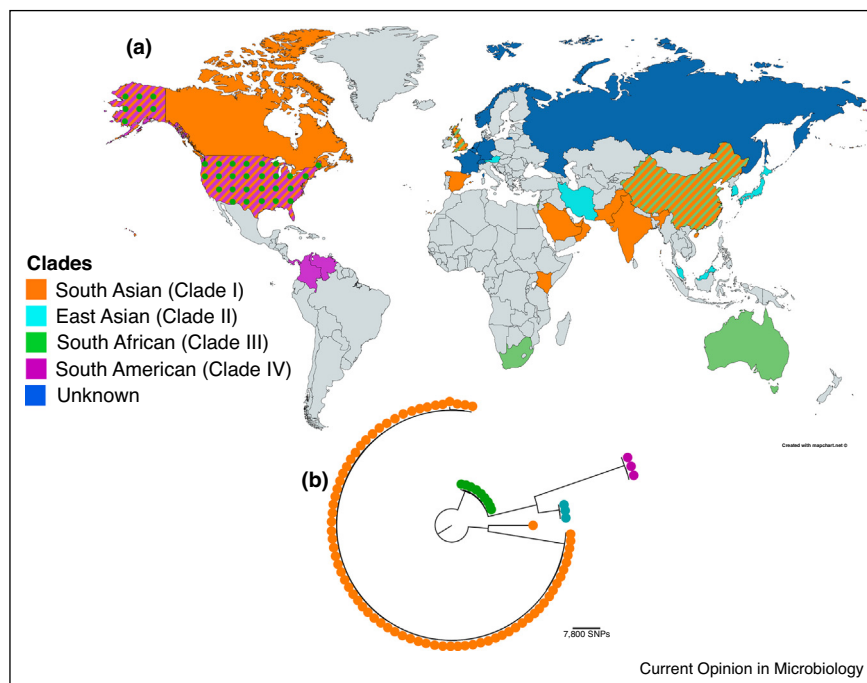 (a)
Clades
South Asian (Clade I)
East Asian (Clade II)
South African (Clade III)
South American (Clade IV)
Unknown
Created with mapchart.net ©
(b)
7,800 SNPs
Current Opinion in Microbiology